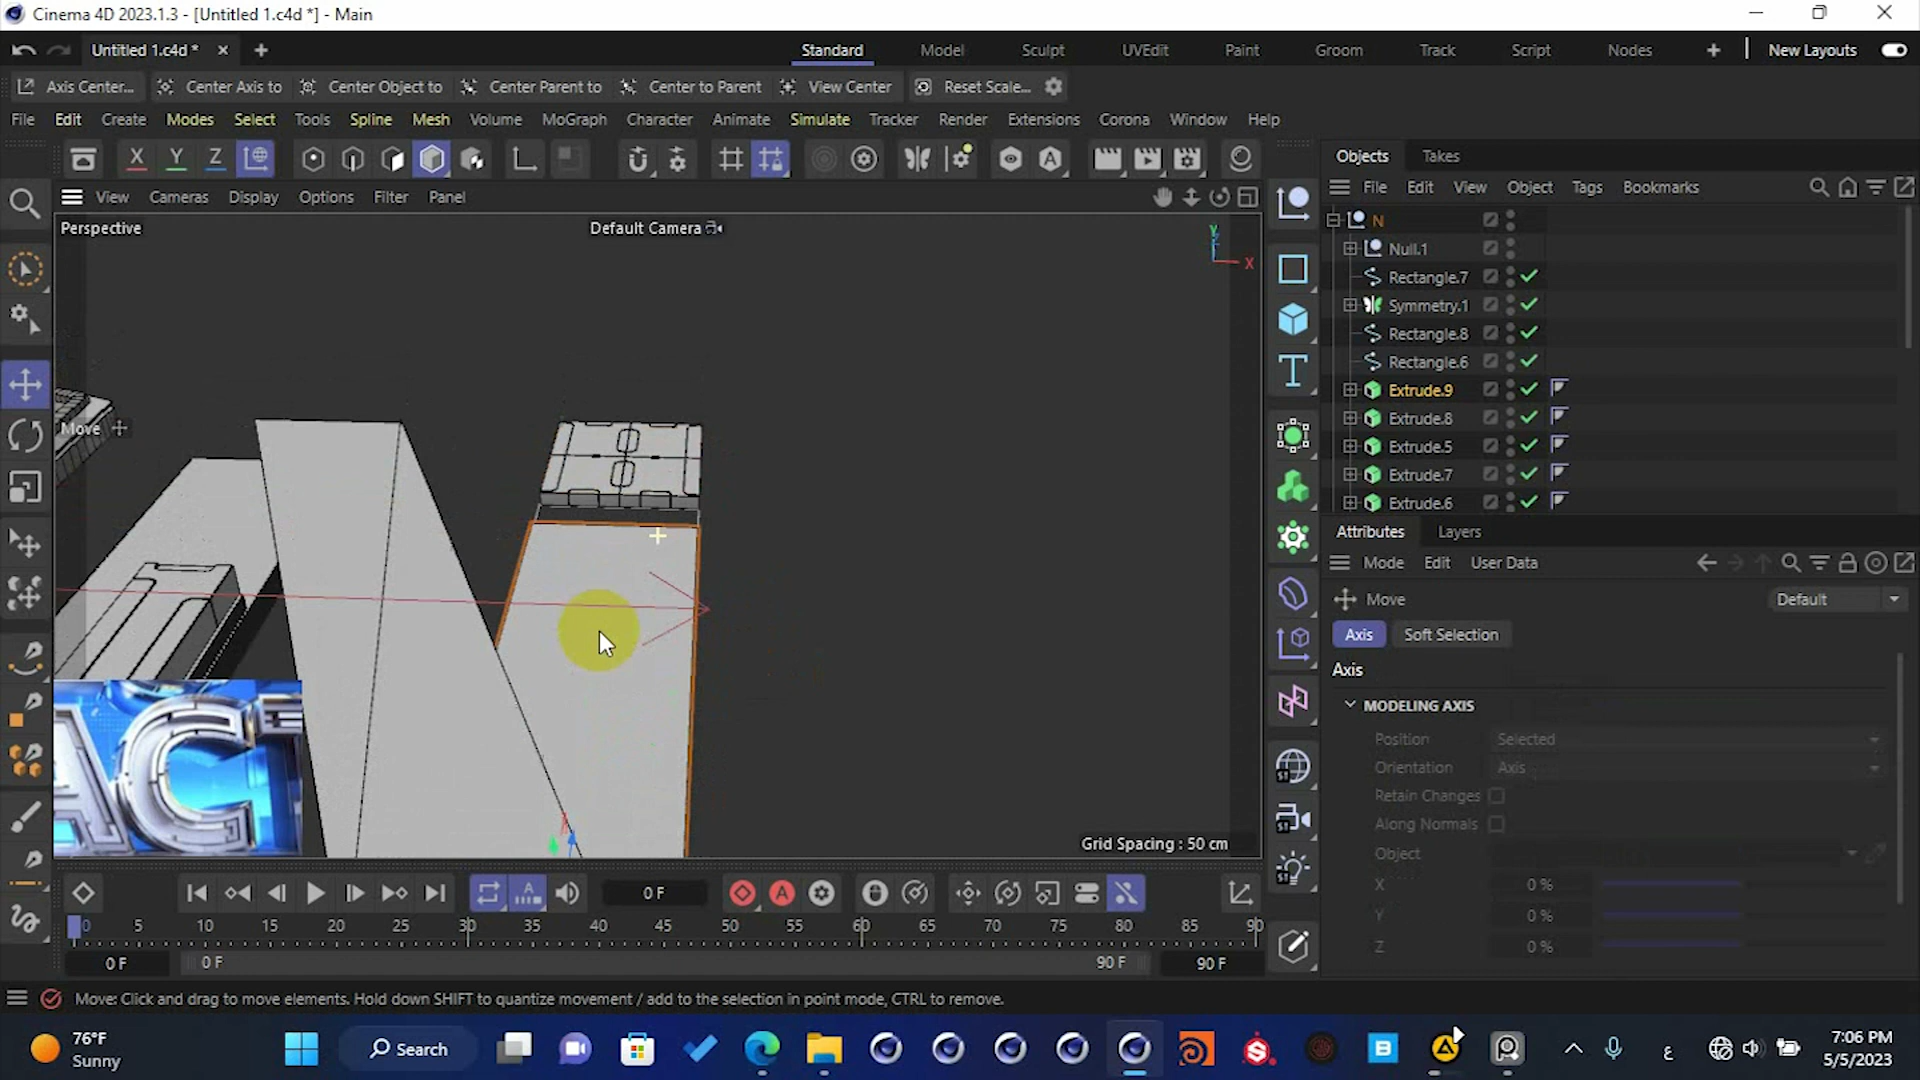 Cinema 4D 2023.1.3 - [Untitled 1.c4d *] - Main
Untitled 1.c4d *
Standard Model Sculpt UVEdit Paint Groom Track Script Nodes New Layouts
Axis Center... Center Axis to Center Object to Center Parent to Center to Parent View Center Reset Scale...
File Edit Create Modes Select Tools Spline Mesh Volume MoGraph Character Animate Simulate Tracker Render Extensions Corona Window Help
X Y Z
Objects Takes
View Cameras Display Options Filter Panel
File Edit View Object Tags Bookmarks
Perspective
Default Camera
Y
X
N
Null.1
Rectangle.7
Symmetry.1
Rectangle.8
Rectangle.6
Extrude.9
Extrude.8
Extrude.5
Extrude.7
Extrude.6
Move
Attributes Layers
Mode Edit User Data
Move
Default
Axis Soft Selection
Axis
MODELING AXIS
Position Selected
Orientation Axis
Retain Changes
Along Normals
Object
X 0 %
Y 0 %
Z 0 %
AC
Grid Spacing : 50 cm
0 F
0 5 10 15 20 25 30 35 40 45 50 55 60 65 70 75 80 85 90
0 F 0 F 90 F 90 F
Move: Click and drag to move elements. Hold down SHIFT to quantize movement / add to the selection in point mode, CTRL to remove.
76°F
Sunny
Search
ع
7:06 PM
5/5/2023